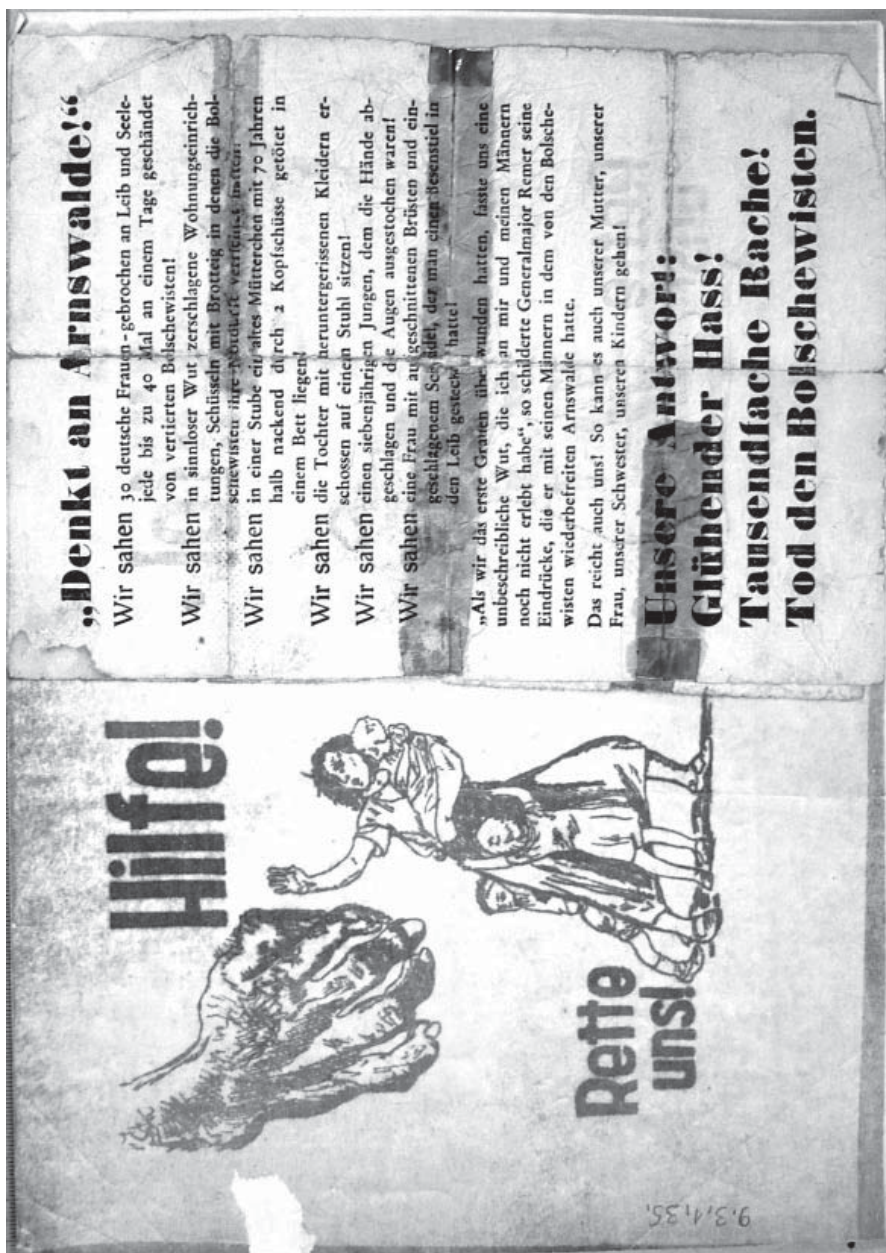 „Denkt an Arnswalde!“
Wir sahen 30 deutsche Frauen-gebrochen an Leib und Seele-
jede bis zu 40 Mal an einem Tage geschändet
von vertierten Bolschewisten!
Wir sahen in sinnloser Wut zerschlagene Wohnungseinrich-
tungen, Schüsseln mit Brotteig in denen die Bol-
schewisten ihre Notdurft verrichtet hatten!
Wir sahen in einer Stube ein altes Mütterchen mit 70 Jahren
halb nackend durch 2 Kopfschüsse getötet in
einem Bett liegen!
Wir sahen die Tochter mit heruntergerissenen Kleidern er-
schossen auf einem Stuhl sitzen!
Wir sahen einen siebenjährigen Jungen, dem die Hände ab-
geschlagen und die Augen ausgestochen waren!
Wir sahen eine Frau mit aufgeschnittenen Brüsten und ein-
geschlagenem Schädel, der man einen Besenstiel in
den Leib gesteckt hatte!
„Als wir das erste Grauen überwunden hatten, fasste uns eine
unbeschreibliche Wut, die ich an mir und meinen Männern
noch nicht erlebt habe“, so schilderte Generalmajor Remer seine
Eindrücke, die er mit seinen Männern in dem von den Bolsche-
wisten wiederbefreiten Arnswalde hatte.
Das reicht auch uns! So kann es auch unserer Mutter, unserer
Frau, unserer Schwester, unseren Kindern gehen!
Unsere Antwort:
Glühender Hass!
Tausendfache Rache!
Tod den Bolschewisten.
Hilfe!
Rette
uns!
9.3.1.35.